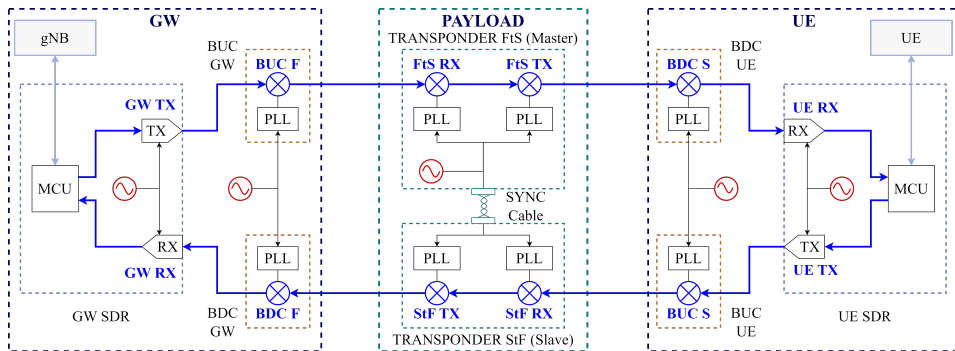 GW
PAYLOAD
UE
gNB
BUC
GW
TRANSPONDER FtS (Master)
BDC
UE
UE
BUC F
FtS RX
FtS TX
BDC S
GW TX
UE RX
TX
PLL
PLL
PLL
PLL
RX
MCU
MCU
SYNC
Cable
RX
PLL
PLL
PLL
PLL
TX
GW RX
UE TX
BDC F
StF TX
StF RX
BUC S
GW SDR
BDC
GW
TRANSPONDER StF (Slave)
BUC
UE
UE SDR